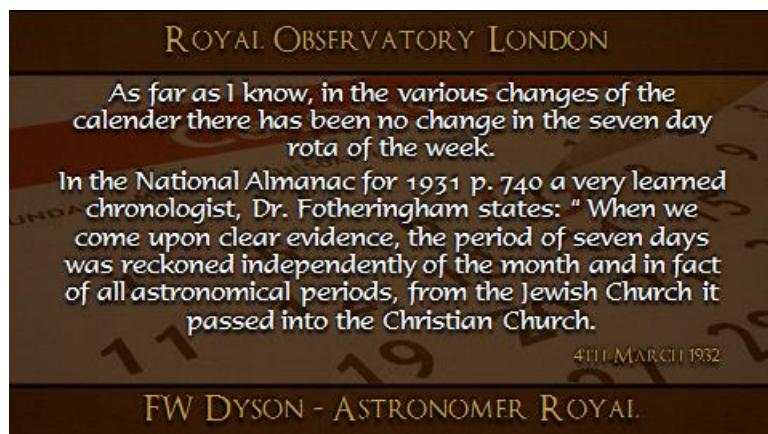 ROYAL OBSERVATORY LONDON
As far as I know, in the various changes of the
calender there has been no change in the seven day
rota of the week.
In the National Almanac for 1931 p. 740 a very learned
chronologist, Dr. Fotheringham states: “ When we
come upon clear evidence, the period of seven days
was reckoned independently of the month and in fact
of all astronomical periods, from the Jewish Church it
passed into the Christian Church.
4TH MARCH 1932
FW DYSON - ASTRONOMER ROYAL
11
19